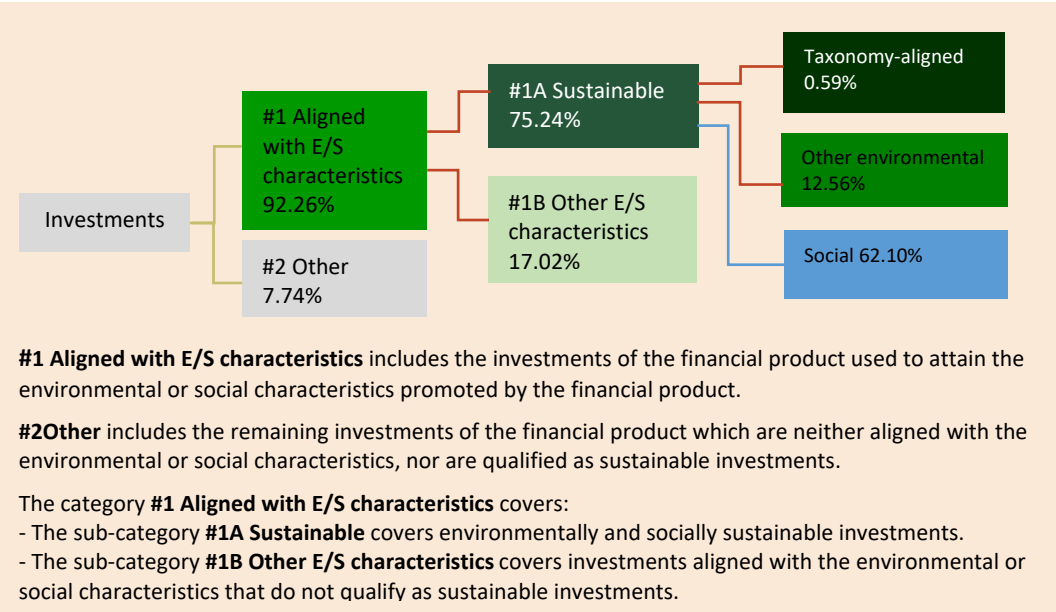 Investments
#1 Aligned
with E/S
characteristics
92.26%
#2 Other
7.74%
#1A Sustainable
75.24%
#1B Other E/S
characteristics
17.02%
Taxonomy-aligned
0.59%
Other environmental
12.56%
Social 62.10%
#1 Aligned with E/S characteristics includes the investments of the financial product used to attain the
environmental or social characteristics promoted by the financial product.
#2Other includes the remaining investments of the financial product which are neither aligned with the
environmental or social characteristics, nor are qualified as sustainable investments.
The category #1 Aligned with E/S characteristics covers:
- The sub-category #1A Sustainable covers environmentally and socially sustainable investments.
- The sub-category #1B Other E/S characteristics covers investments aligned with the environmental or
social characteristics that do not qualify as sustainable investments.